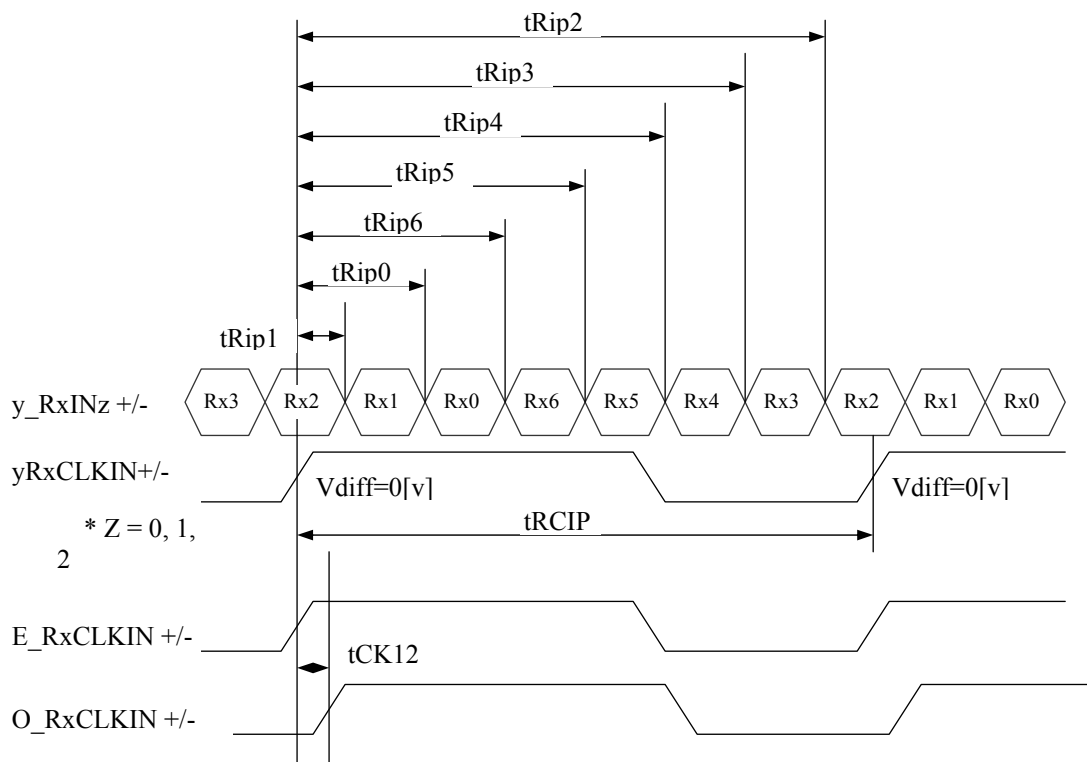 tRip2
tRip3
tRip4
tRip5
tRip6
tRip0
tRip1
y_RxINz +/-
Rx3 Rx2 Rx1 Rx0 Rx6 Rx5 Rx4 Rx3 Rx2 Rx1 Rx0
yRxCLKIN+/-
Vdiff=0[v] Vdiff=0[v]
* Z = 0, 1,
2
tRCIP
E_RxCLKIN +/-
tCK12
O_RxCLKIN +/-